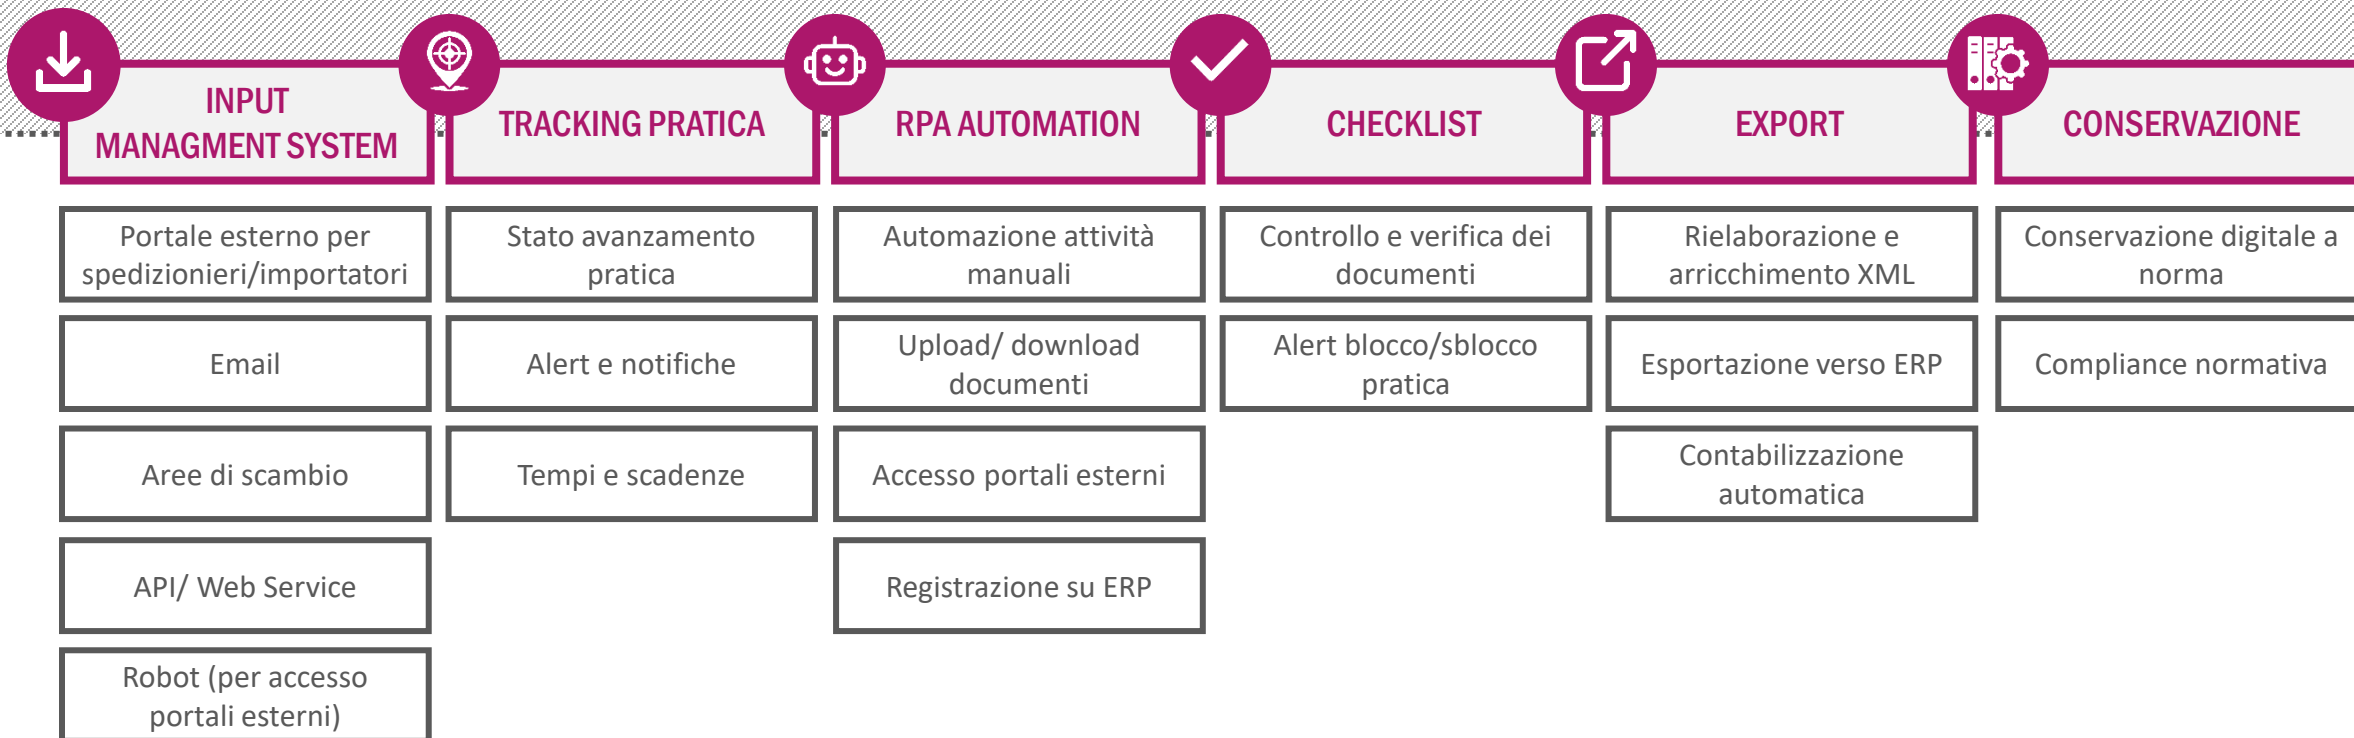 INPUT
MANAGMENT SYSTEM
TRACKING PRATICA
RPA AUTOMATION
CHECKLIST
EXPORT
CONSERVAZIONE
Portale esterno per
spedizionieri/importatori
Email
Aree di scambio
API/ Web Service
Robot (per accesso
portali esterni)
Stato avanzamento
pratica
Alert e notifiche
Tempi e scadenze
Automazione attività
manuali
Upload/ download
documenti
Accesso portali esterni
Registrazione su ERP
Controllo e verifica dei
documenti
Alert blocco/sblocco
pratica
Rielaborazione e
arricchimento XML
Esportazione verso ERP
Contabilizzazione
automatica
Conservazione digitale a
norma
Compliance normativa